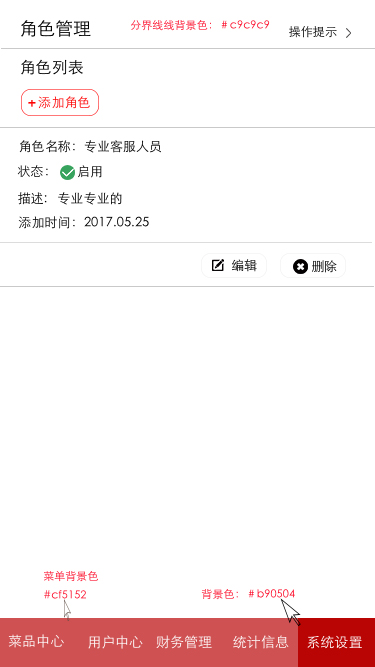 角色管理
分界线线背景色：#c9c9c9
操作提示
角色列表
+添加角色
角色名称：专业客服人员
状态：启用
描述：专业专业的
添加时间：2017.05.25
编辑 删除
菜单背景色
#cf5152
背景色：#b90504
菜品中心 用户中心 财务管理 统计信息 系统设置